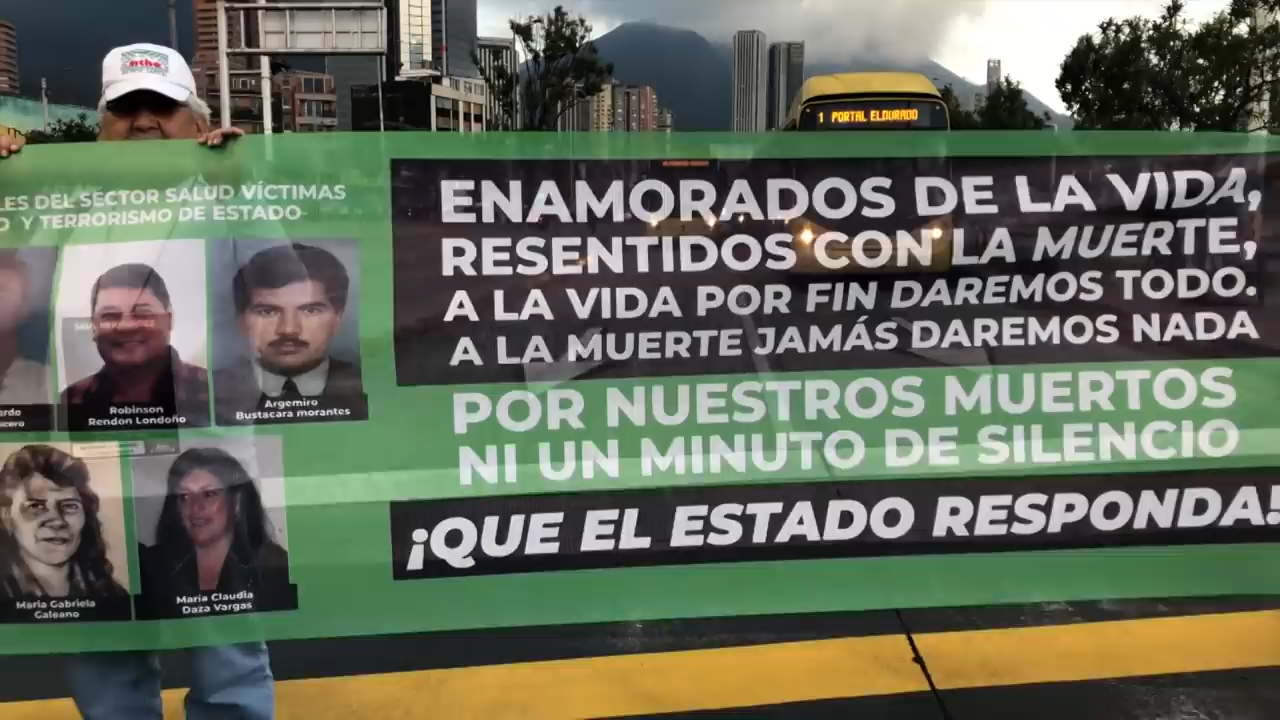 1 PORTAL ELDORADO
LES DEL SECTOR SALUD VÍCTIMAS
Y TERRORISMO DE ESTADO
Robinson
Rendon Londoño
Argemiro
Bustacara morantes
Maria Gabriela
Galeano
María Claudia
Daza Vargas
ENAMORADOS DE LA VIDA,
RESENTIDOS CON LA MUERTE,
A LA VIDA POR FIN DAREMOS TODO.
A LA MUERTE JAMÁS DAREMOS NADA
POR NUESTROS MUERTOS
NI UN MINUTO DE SILENCIO
¡QUE EL ESTADO RESPONDA!